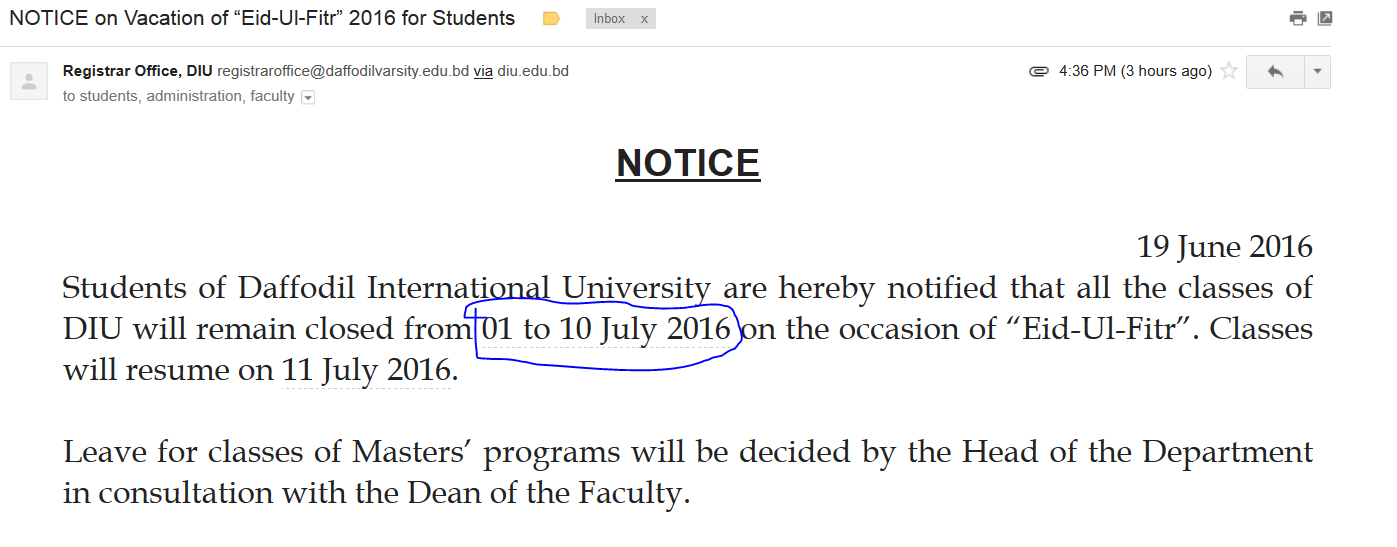 NOTICE on Vacation of “Eid-Ul-Fitr” 2016 for Students Inbox x
Registrar Office, DIU registraroffice@daffodilvarsity.edu.bd via diu.edu.bd 4:36 PM (3 hours ago)
to students, administration, faculty
NOTICE
19 June 2016
Students of Daffodil International University are hereby notified that all the classes of
DIU will remain closed from 01 to 10 July 2016 on the occasion of “Eid-Ul-Fitr”. Classes
will resume on 11 July 2016.
Leave for classes of Masters’ programs will be decided by the Head of the Department
in consultation with the Dean of the Faculty.